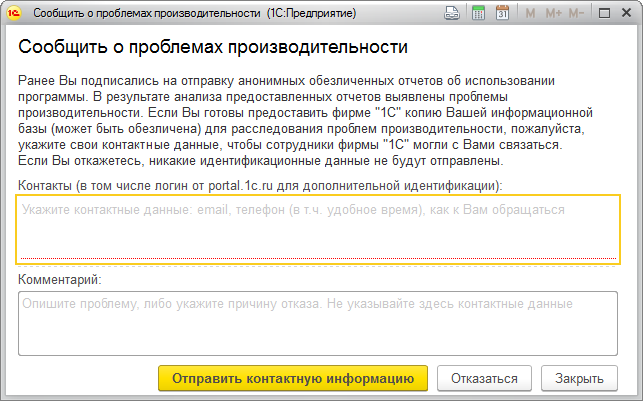 Сообщить о проблемах производительности (1С:Предприятие)
M M+ M-
Сообщить о проблемах производительности
Ранее Вы подписались на отправку анонимных обезличенных отчетов об использовании
программы. В результате анализа предоставленных отчетов выявлены проблемы
производительности. Если Вы готовы предоставить фирме "1С" копию Вашей информационной
базы (может быть обезличена) для расследования проблем производительности, пожалуйста,
укажите свои контактные данные, чтобы сотрудники фирмы "1С" могли с Вами связаться.
Если Вы откажетесь, никакие идентификационные данные не будут отправлены.
Контакты (в том числе логин от portal.1c.ru для дополнительной идентификации):
Укажите контактные данные: email, телефон (в т.ч. удобное время), как к Вам обращаться
Комментарий:
Опишите проблему, либо укажите причину отказа. Не указывайте здесь контактные данные
Отправить контактную информацию Отказаться Закрыть